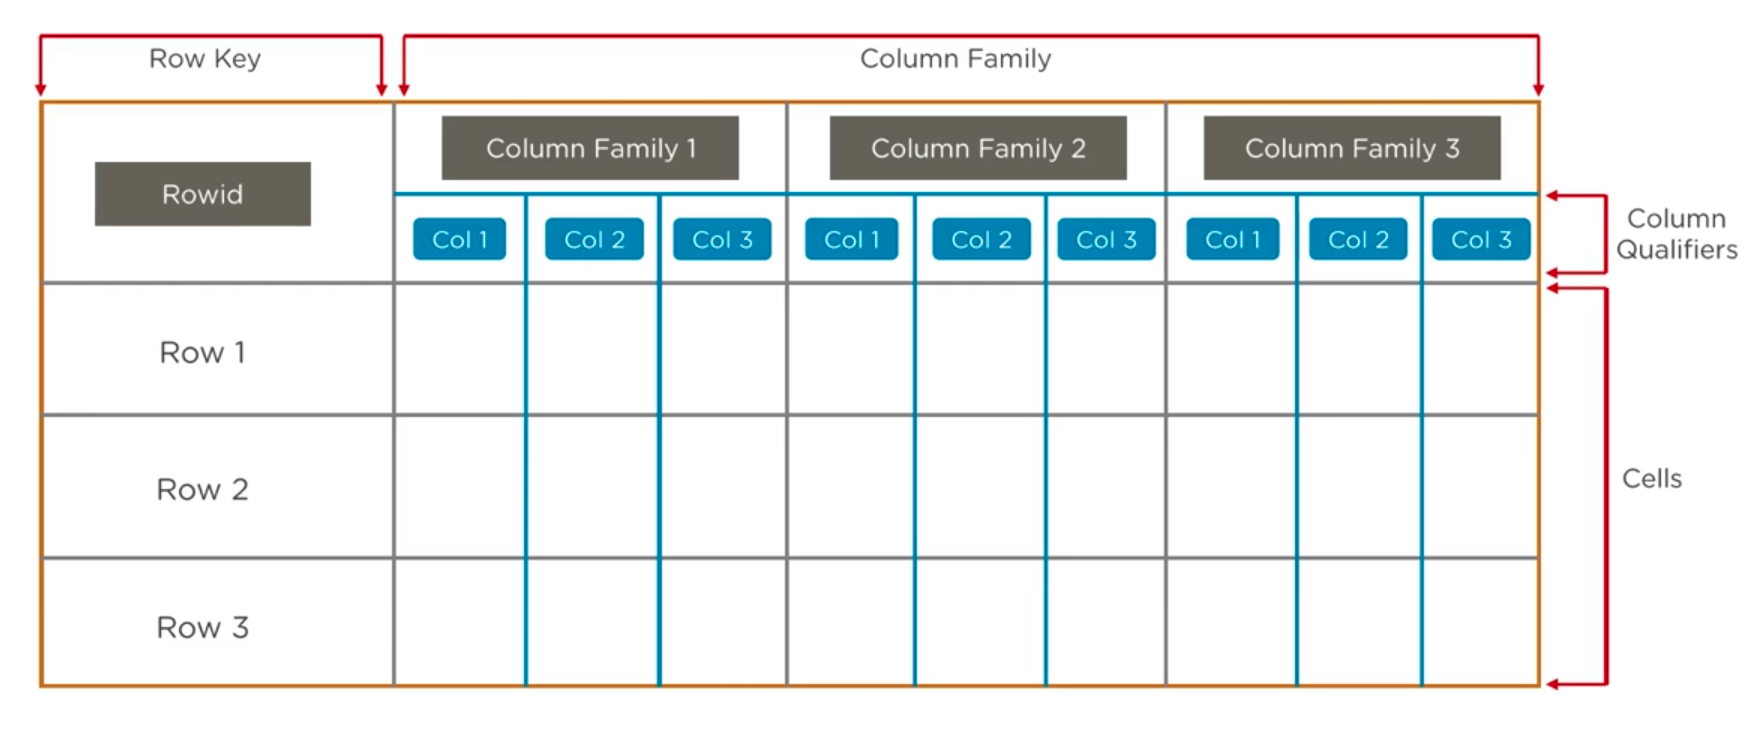 Row Key
Column Family
Rowid
Column Family 1
Column Family 2
Column Family 3
Col 1
Col 2
Col 3
Col 1
Col 2
Col 3
Col 1
Col 2
Col 3
Column
Qualifiers
Row 1
Row 2
Row 3
Cells